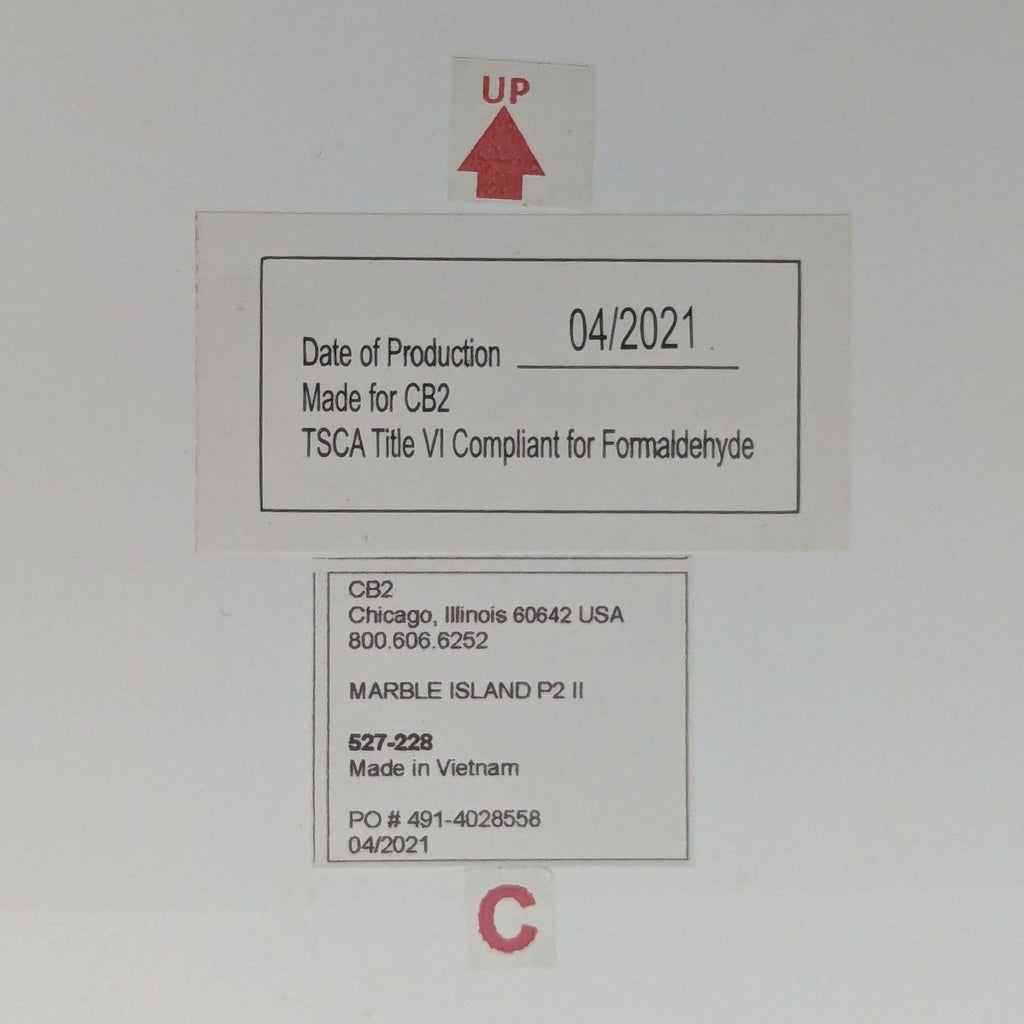 UP
Date of Production 04/2021
Made for CB2
TSCA Title VI Compliant for Formaldehyde
CB2
Chicago, Illinois 60642 USA
800.606.6252
MARBLE ISLAND P2 II
527-228
Made in Vietnam
PO # 491-4028558
04/2021
C